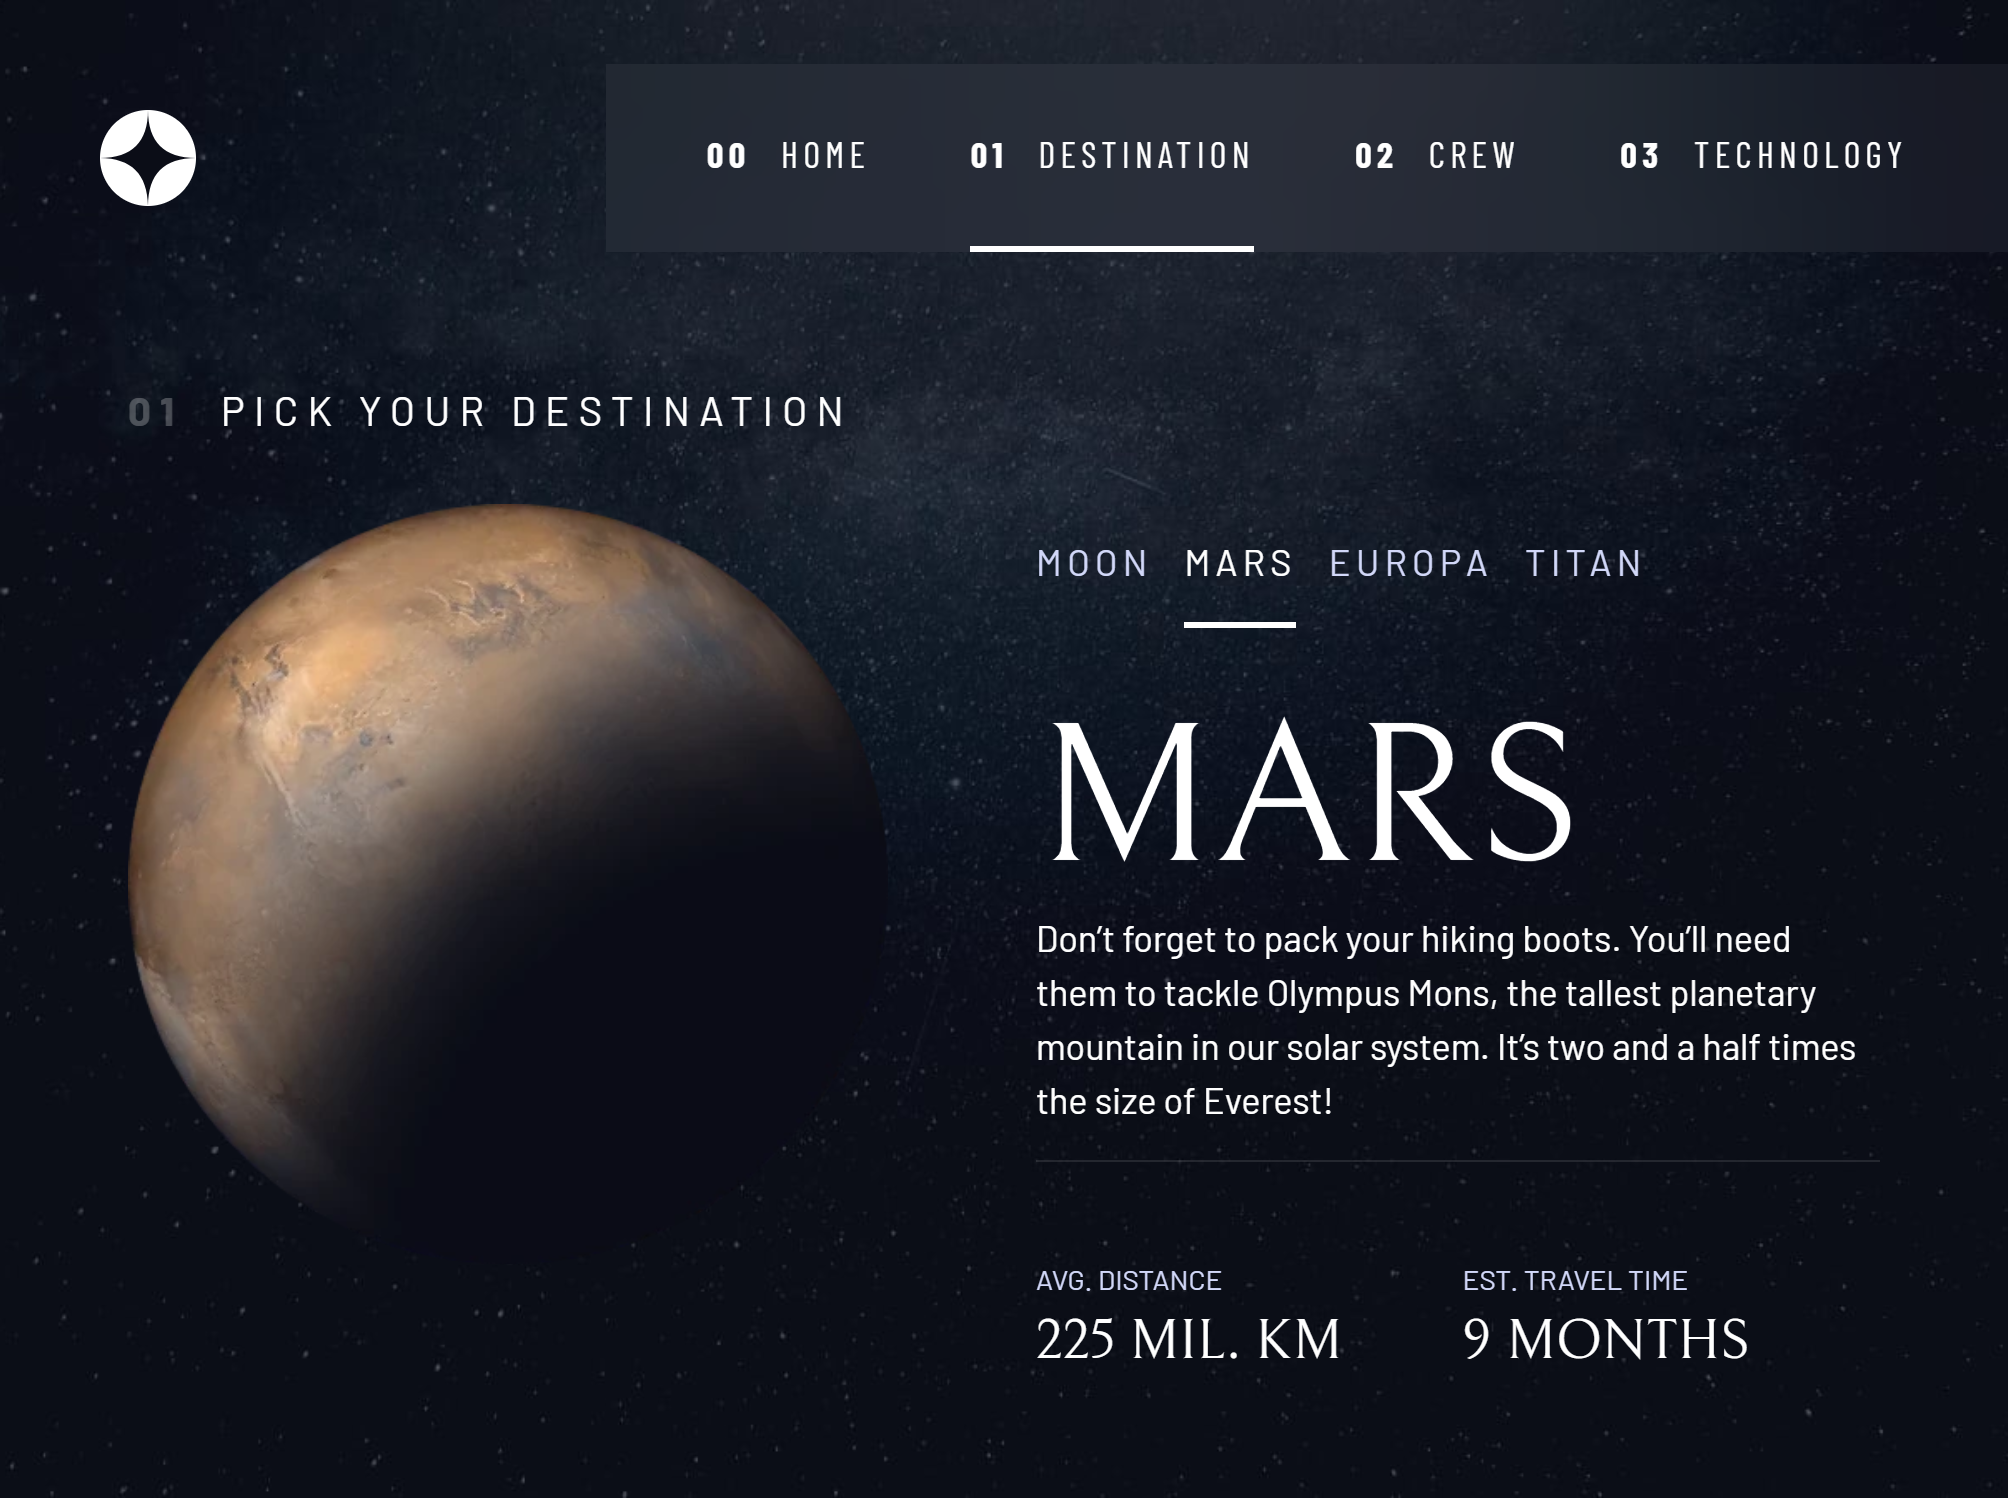 00 HOME 01 DESTINATION 02 CREW 03 TECHNOLOGY
01 PICK YOUR DESTINATION
MOON MARS EUROPA TITAN
MARS
Don’t forget to pack your hiking boots. You’ll need
them to tackle Olympus Mons, the tallest planetary
mountain in our solar system. It’s two and a half times
the size of Everest!
AVG. DISTANCE
225 MIL. KM
EST. TRAVEL TIME
9 MONTHS